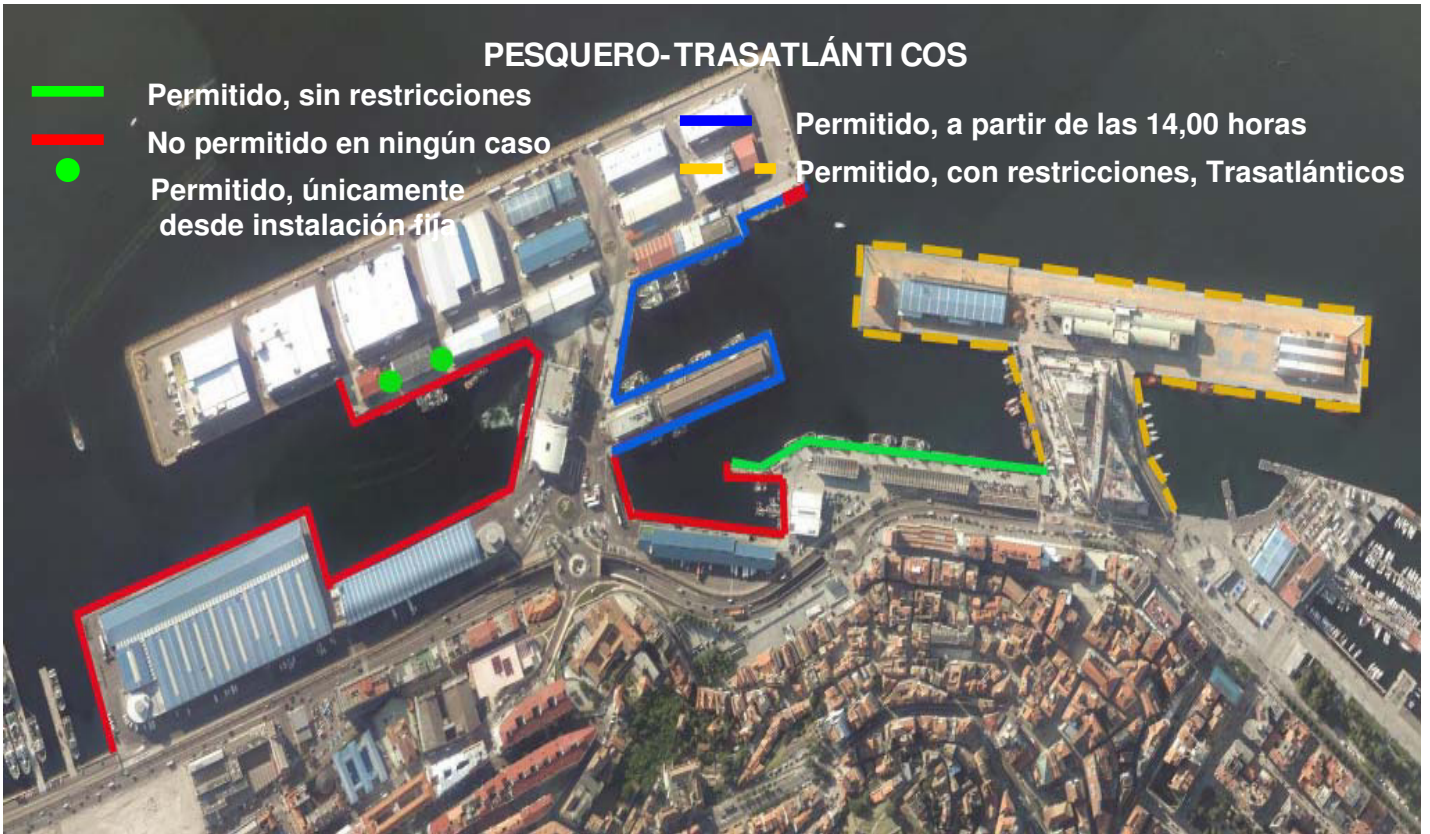 PESQUERO-TRASATLÁNTI COS
Permitido, sin restricciones
No permitido en ningún caso
Permitido, únicamente
desde instalación fija
Permitido, a partir de las 14,00 horas
Permitido, con restricciones, Trasatlánticos